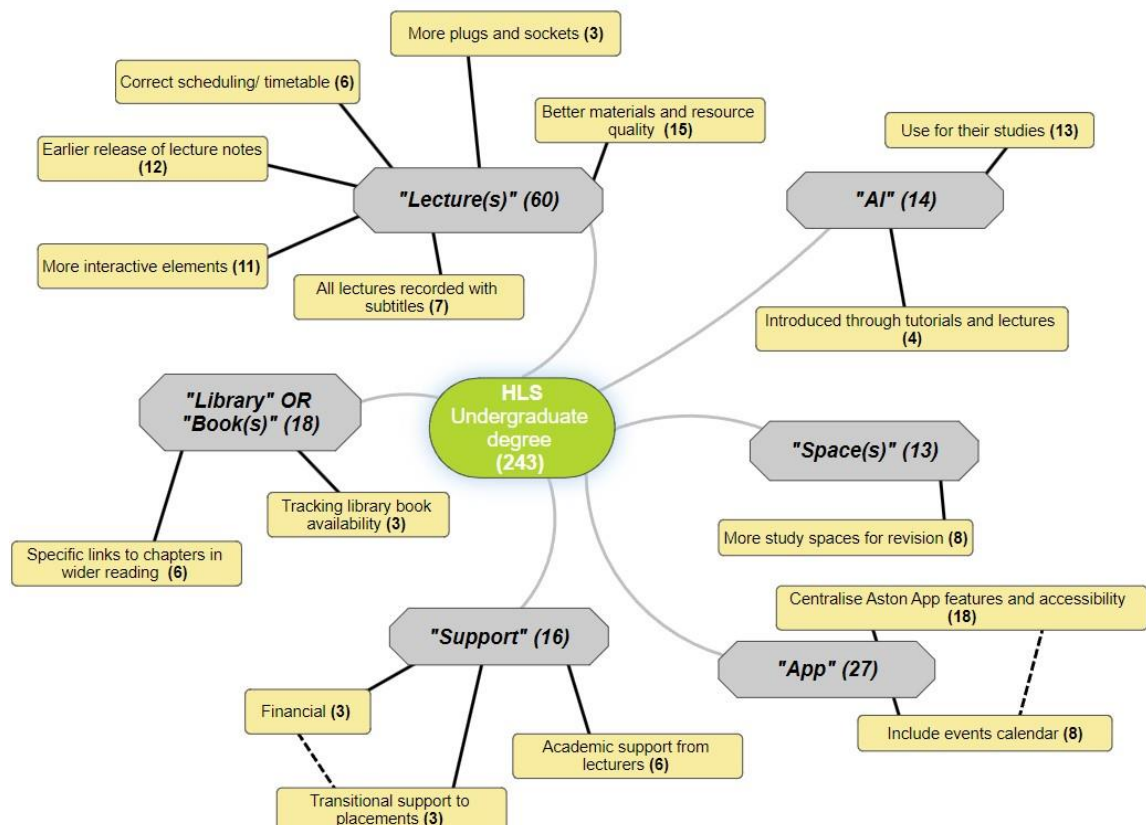 More plugs and sockets (3)
Correct scheduling/ timetable (6)
Better materials and resource
quality (15)
Earlier release of lecture notes
(12)
"Lecture(s)" (60)
More interactive elements (11)
All lectures recorded with
subtitles (7)
Use for their studies (13)
"AI" (14)
Introduced through tutorials and lectures
(4)
HLS
Undergraduate
degree
(243)
"Library" OR
"Book(s)" (18)
Tracking library book
availability (3)
Specific links to chapters in
wider reading (6)
"Space(s)" (13)
More study spaces for revision (8)
Centralise Aston App features and accessibility
(18)
"App" (27)
Include events calendar (8)
"Support" (16)
Financial (3)
Academic support from
lecturers (6)
Transitional support to
placements (3)